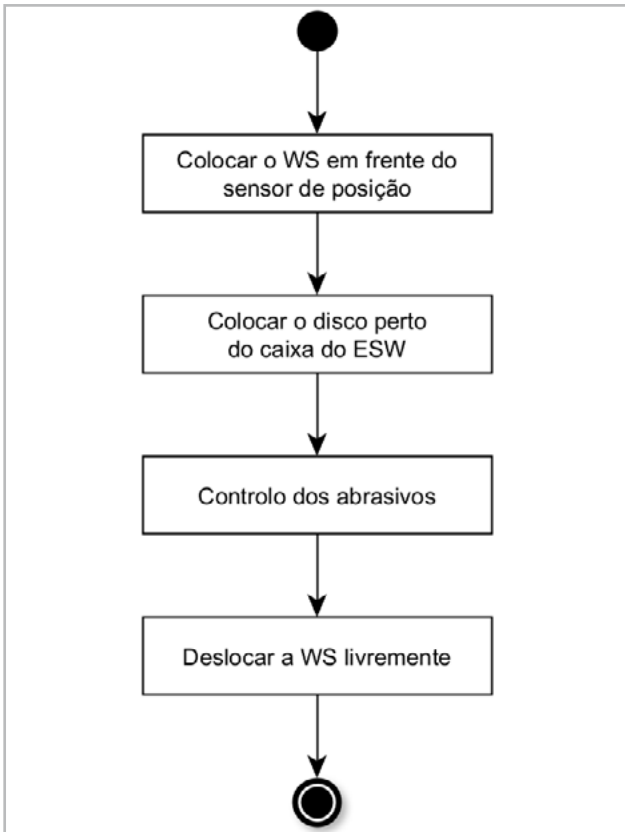 Colocar o WS em frente do
sensor de posição
Colocar o disco perto
do caixa do ESW
Controlo dos abrasivos
Deslocar a WS livremente